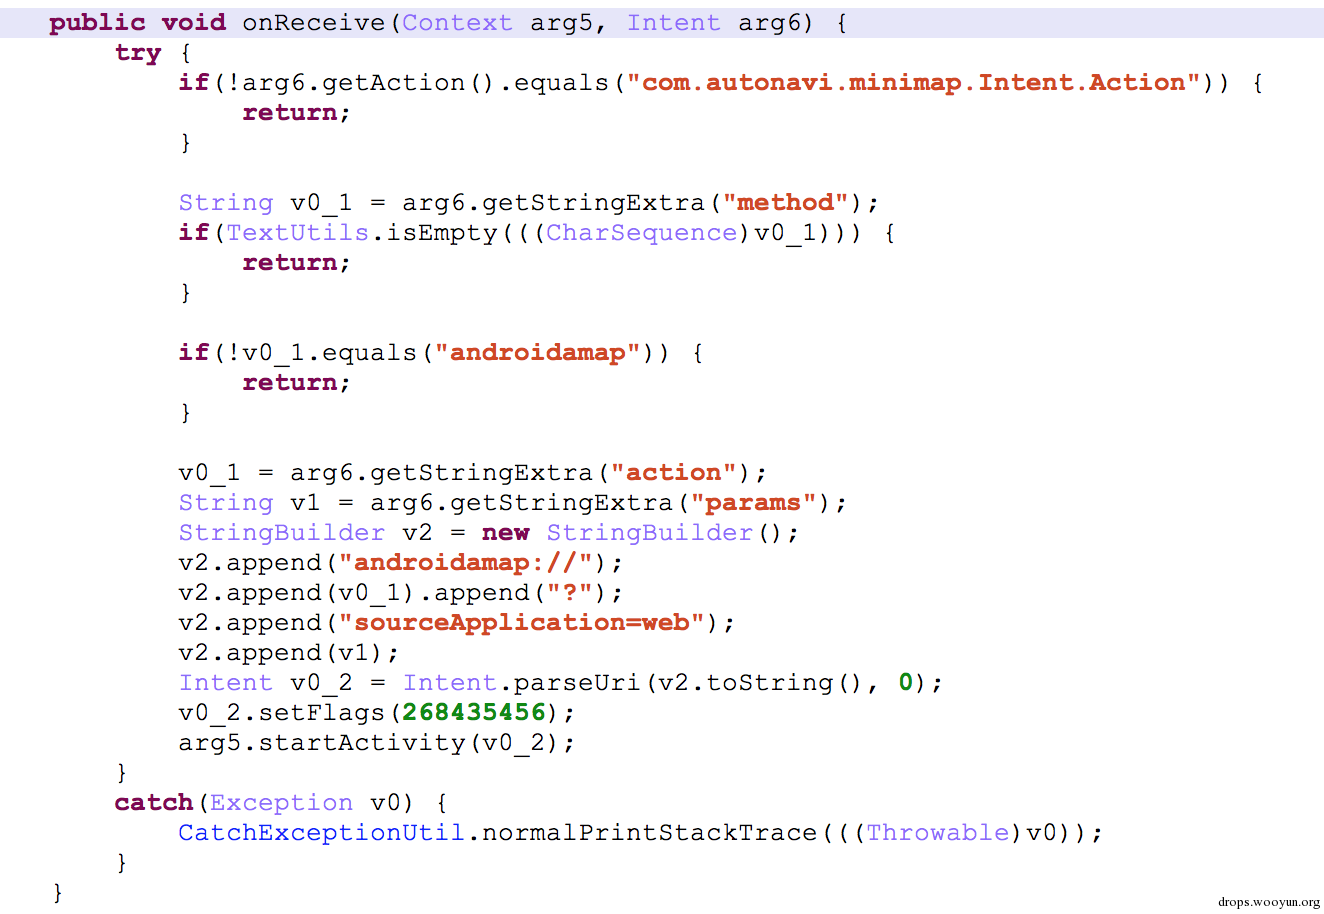 public void onReceive(Context arg5, Intent arg6) {
    try {
        if(!arg6.getAction().equals("com.autonavi.minimap.Intent.Action")) {
            return;
        }

        String v0_1 = arg6.getStringExtra("method");
        if(TextUtils.isEmpty(((CharSequence)v0_1))) {
            return;
        }

        if(!v0_1.equals("androidamap")) {
            return;
        }

        v0_1 = arg6.getStringExtra("action");
        String v1 = arg6.getStringExtra("params");
        StringBuilder v2 = new StringBuilder();
        v2.append("androidamap://");
        v2.append(v0_1).append("?");
        v2.append("sourceApplication=web");
        v2.append(v1);
        Intent v0_2 = Intent.parseUri(v2.toString(), 0);
        v0_2.setFlags(268435456);
        arg5.startActivity(v0_2);
    }
    catch(Exception v0) {
        CatchExceptionUtil.normalPrintStackTrace(((Throwable)v0));
    }
}
drops.wooyun.org